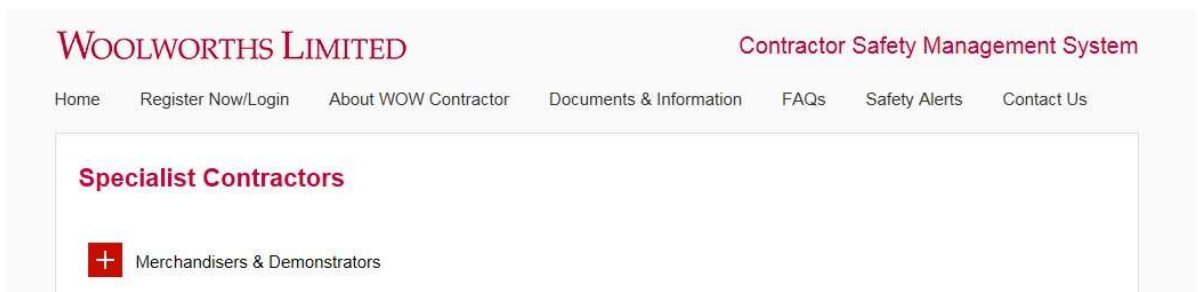 WOOLWORTHS LIMITED
Contractor Safety Management System
Home Register Now/Login About WOW Contractor Documents & Information FAQs Safety Alerts Contact Us
Specialist Contractors
Merchandisers & Demonstrators